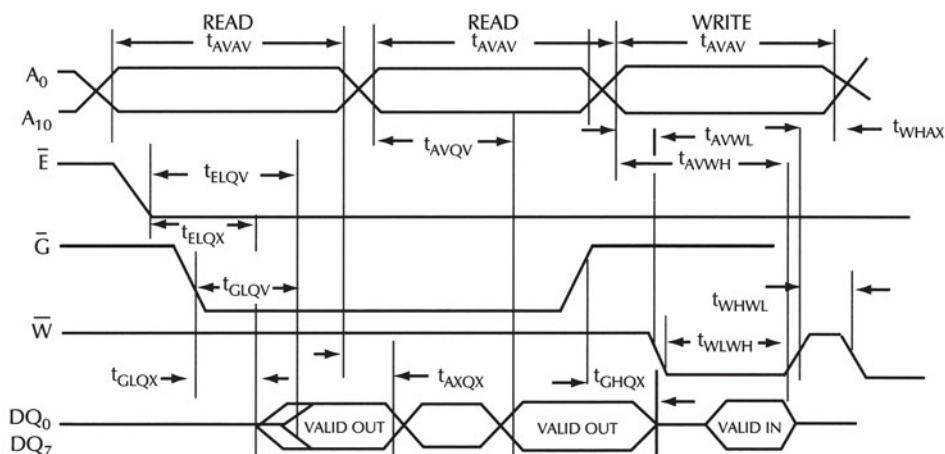 READ READ WRITE
tAVAV tAVAV tAVAV
A0
A10
tAVQV tAVWL tWHAX
tAVWH
E̅ tELQV
tELQX
G̅
tGLQV tWHWL
W̅
tWLWH
tGLQX tAXQX tGHQX
DQ0 VALID OUT VALID OUT VALID IN
DQ7